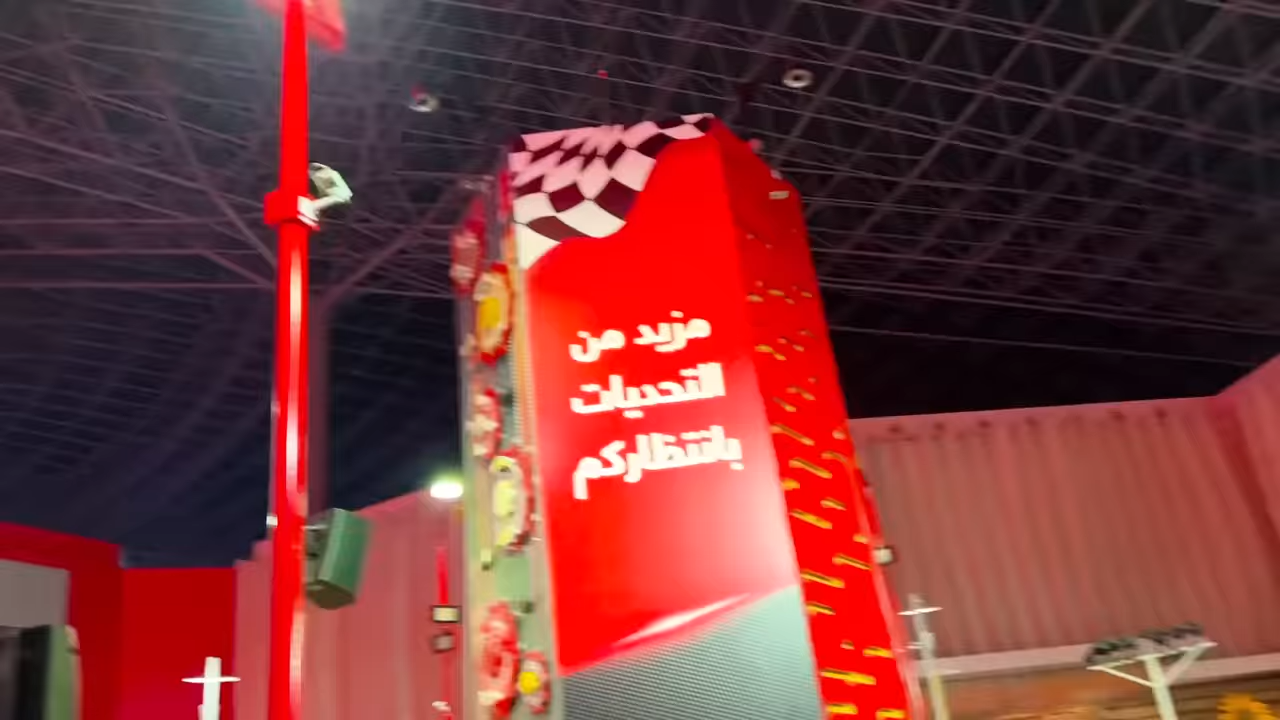 مزيد من
التحديات
بانتظاركم